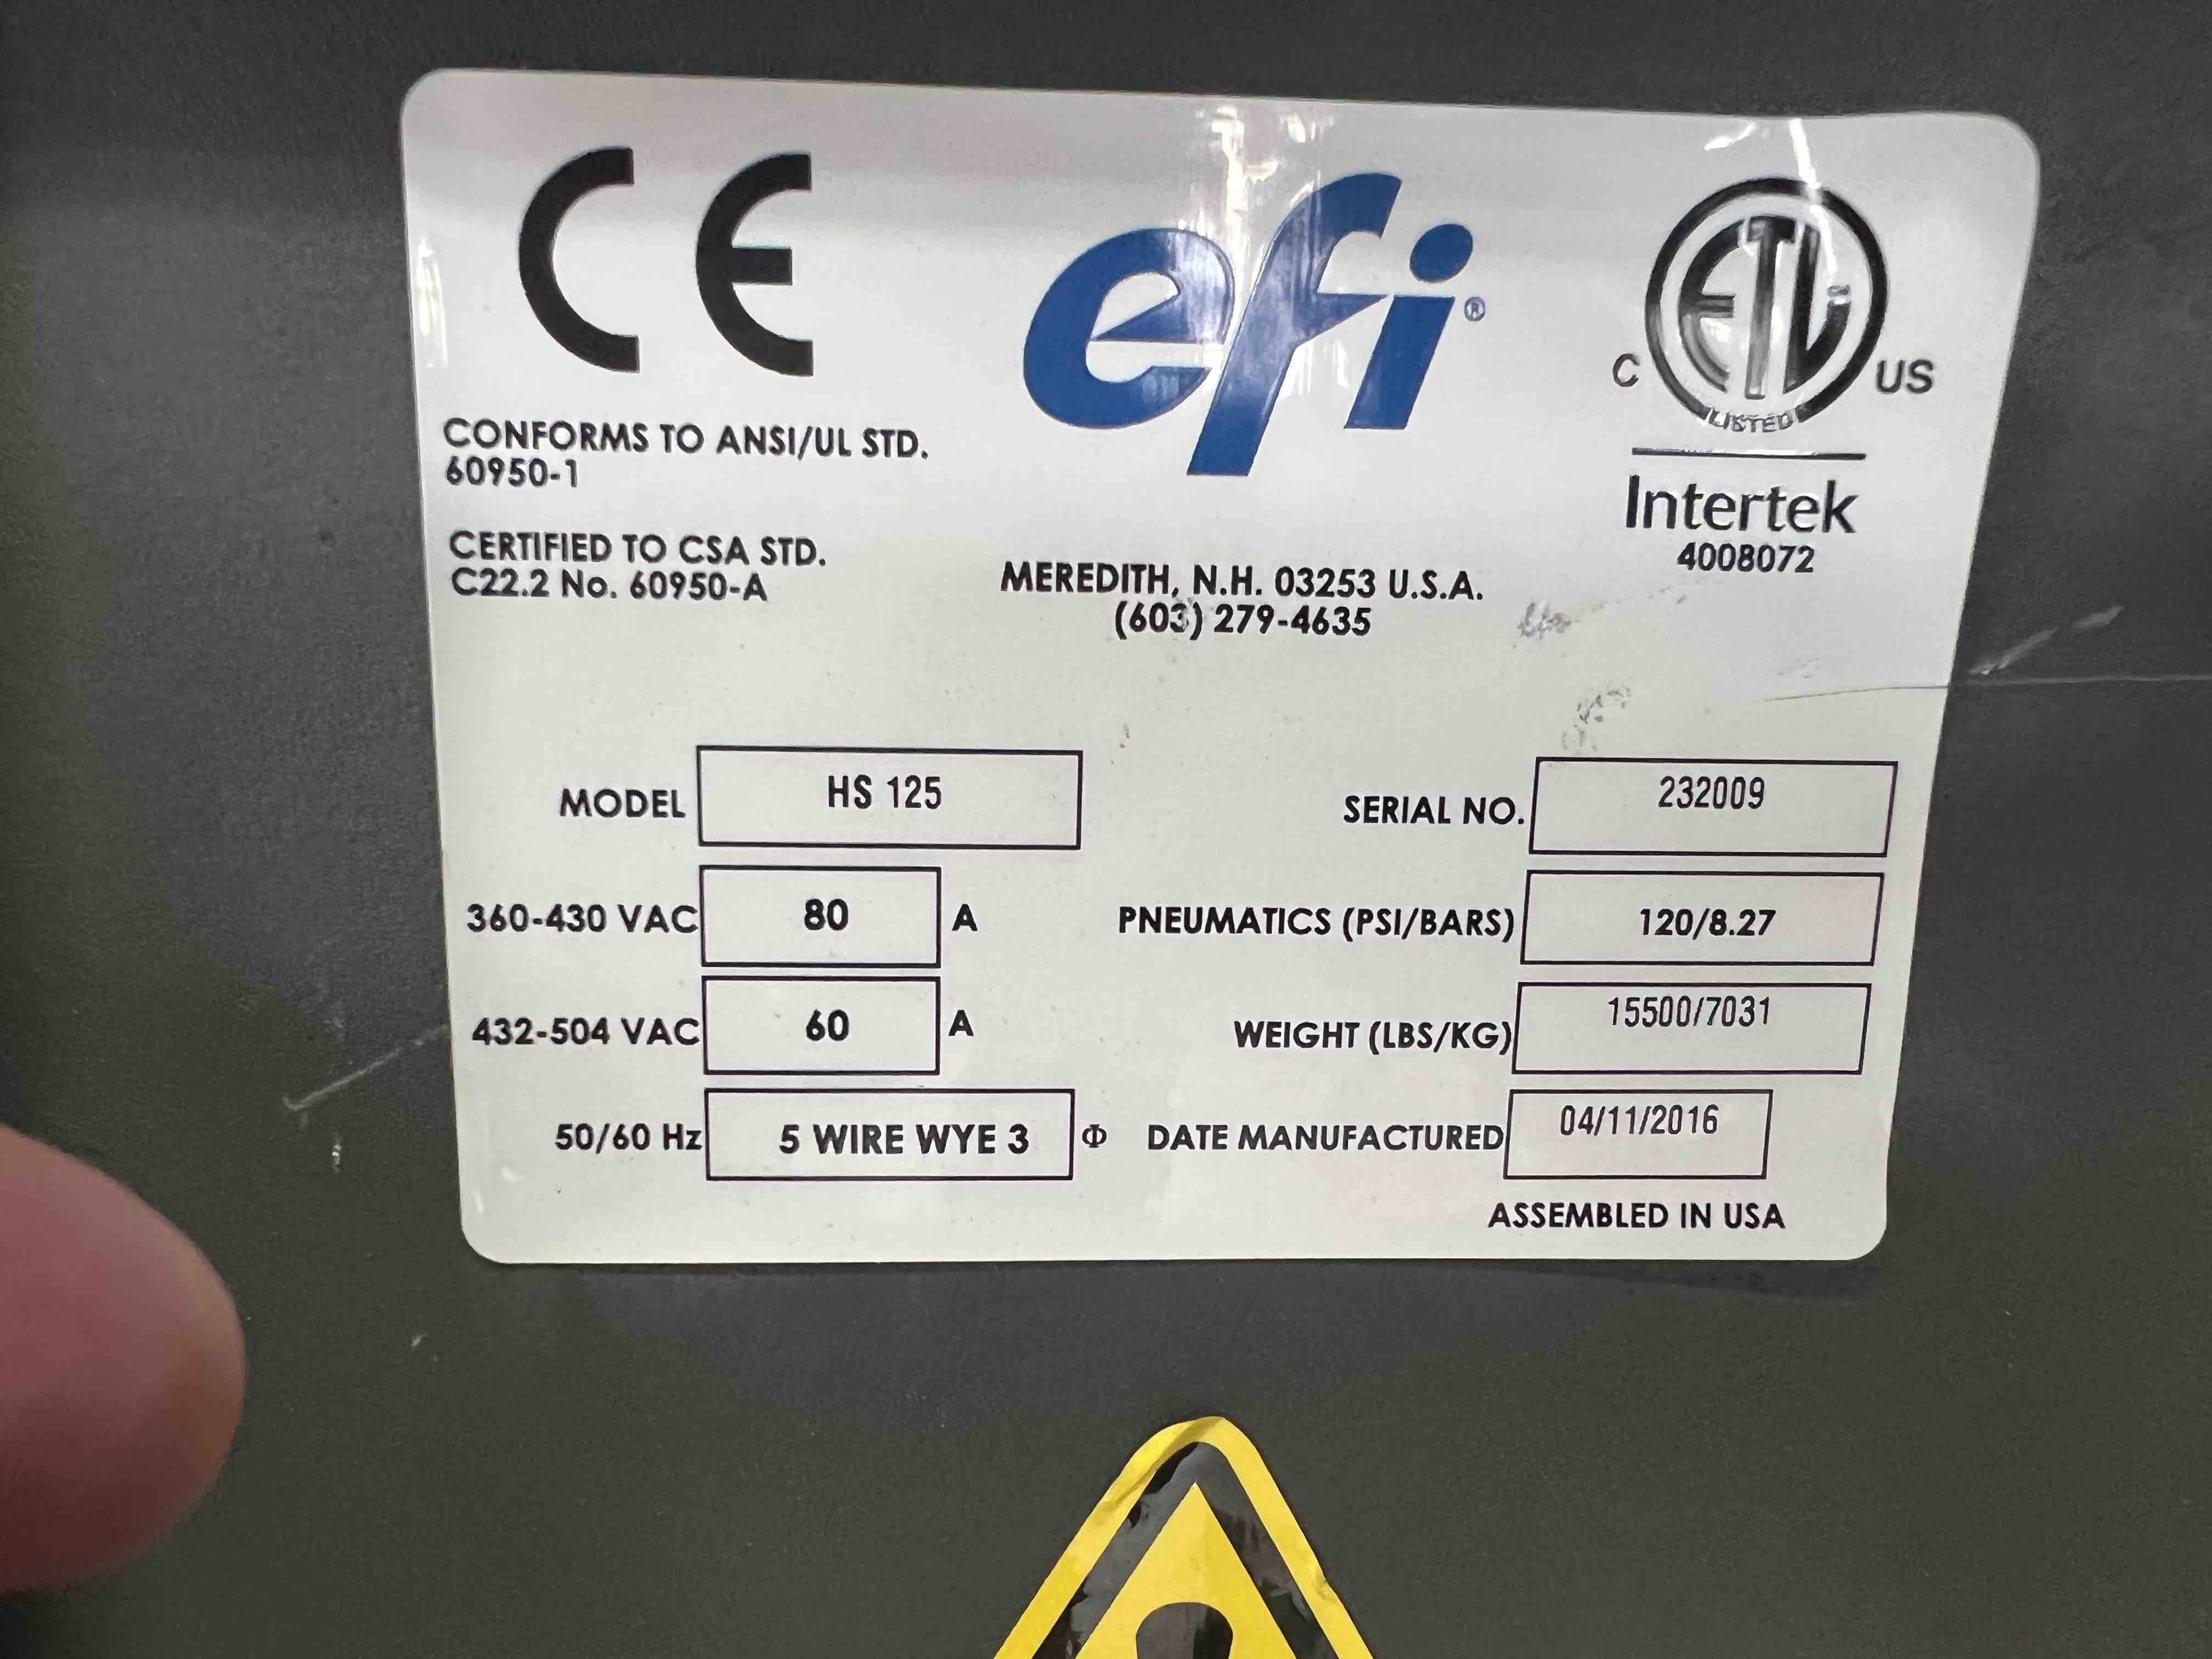 CE
efi®
ETL
LISTED
C US
Intertek
4008072
CONFORMS TO ANSI/UL STD.
60950-1
CERTIFIED TO CSA STD.
C22.2 No. 60950-A
MEREDITH, N.H. 03253 U.S.A.
(603) 279-4635
MODEL HS 125
SERIAL NO. 232009
360-430 VAC 80 A
PNEUMATICS (PSI/BARS) 120/8.27
432-504 VAC 60 A
WEIGHT (LBS/KG) 15500/7031
50/60 Hz 5 WIRE WYE 3 Φ
DATE MANUFACTURED 04/11/2016
ASSEMBLED IN USA